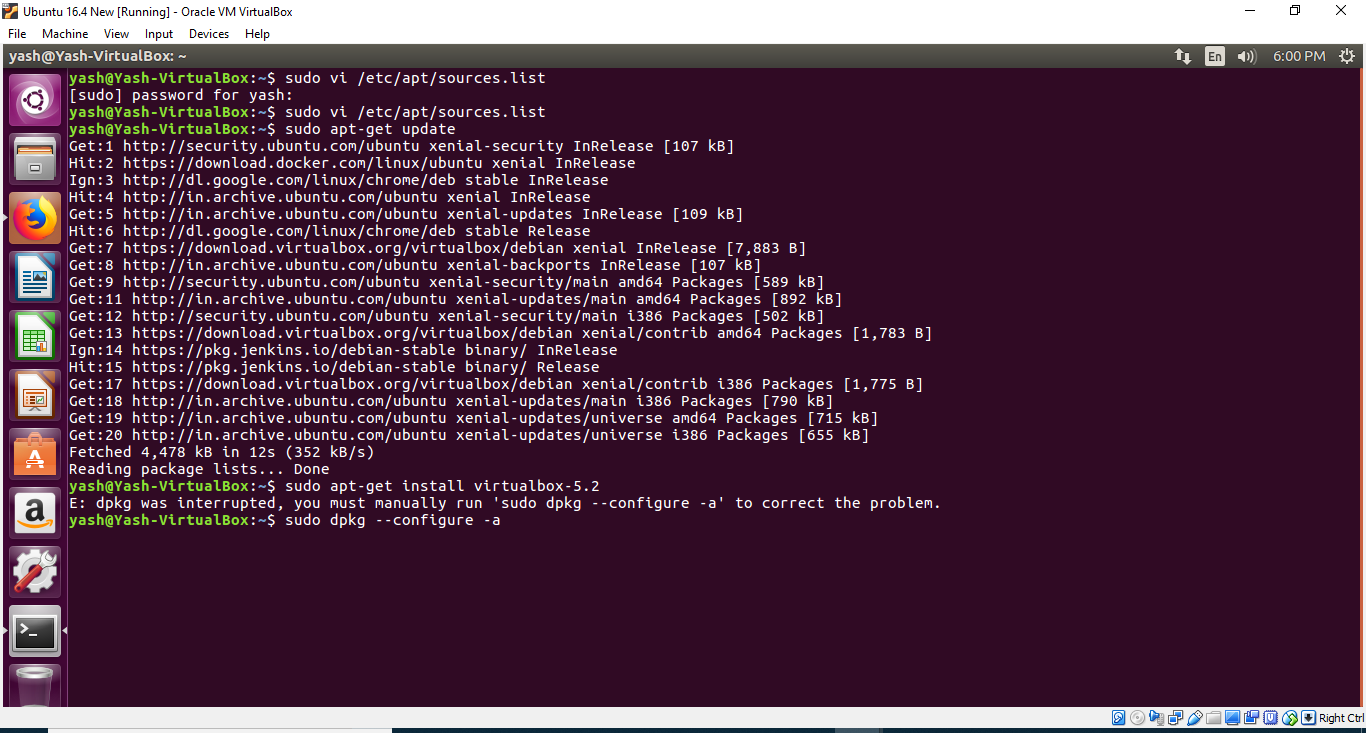 Ubuntu 16.4 New [Running] - Oracle VM VirtualBox
File Machine View Input Devices Help
yash@Yash-VirtualBox: ~
En
6:00 PM
yash@Yash-VirtualBox:~$ sudo vi /etc/apt/sources.list
[sudo] password for yash:
yash@Yash-VirtualBox:~$ sudo vi /etc/apt/sources.list
yash@Yash-VirtualBox:~$ sudo apt-get update
Get:1 http://security.ubuntu.com/ubuntu xenial-security InRelease [107 kB]
Hit:2 https://download.docker.com/linux/ubuntu xenial InRelease
Ign:3 http://dl.google.com/linux/chrome/deb stable InRelease
Hit:4 http://in.archive.ubuntu.com/ubuntu xenial InRelease
Get:5 http://in.archive.ubuntu.com/ubuntu xenial-updates InRelease [109 kB]
Hit:6 http://dl.google.com/linux/chrome/deb stable Release
Get:7 https://download.virtualbox.org/virtualbox/debian xenial InRelease [7,883 B]
Get:8 http://in.archive.ubuntu.com/ubuntu xenial-backports InRelease [107 kB]
Get:9 http://security.ubuntu.com/ubuntu xenial-security/main amd64 Packages [589 kB]
Get:11 http://in.archive.ubuntu.com/ubuntu xenial-updates/main amd64 Packages [892 kB]
Get:12 http://security.ubuntu.com/ubuntu xenial-security/main i386 Packages [502 kB]
Get:13 https://download.virtualbox.org/virtualbox/debian xenial/contrib amd64 Packages [1,783 B]
Ign:14 https://pkg.jenkins.io/debian-stable binary/ InRelease
Hit:15 https://pkg.jenkins.io/debian-stable binary/ Release
Get:17 https://download.virtualbox.org/virtualbox/debian xenial/contrib i386 Packages [1,775 B]
Get:18 http://in.archive.ubuntu.com/ubuntu xenial-updates/main i386 Packages [790 kB]
Get:19 http://in.archive.ubuntu.com/ubuntu xenial-updates/universe amd64 Packages [715 kB]
Get:20 http://in.archive.ubuntu.com/ubuntu xenial-updates/universe i386 Packages [655 kB]
Fetched 4,478 kB in 12s (352 kB/s)
Reading package lists... Done
yash@Yash-VirtualBox:~$ sudo apt-get install virtualbox-5.2
E: dpkg was interrupted, you must manually run 'sudo dpkg --configure -a' to correct the problem.
yash@Yash-VirtualBox:~$ sudo dpkg --configure -a
Right Ctrl